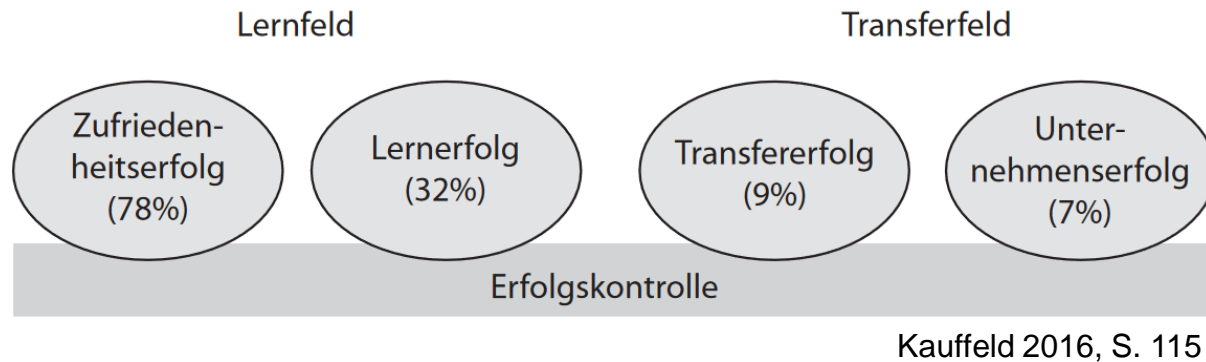 Lernfeld
Transferfeld
Zufrieden-
heitserfolg
(78%)
Lernerfolg
(32%)
Transfererfolg
(9%)
Unter-
nehmenserfolg
(7%)
Erfolgskontrolle
Kauffeld 2016, S. 115